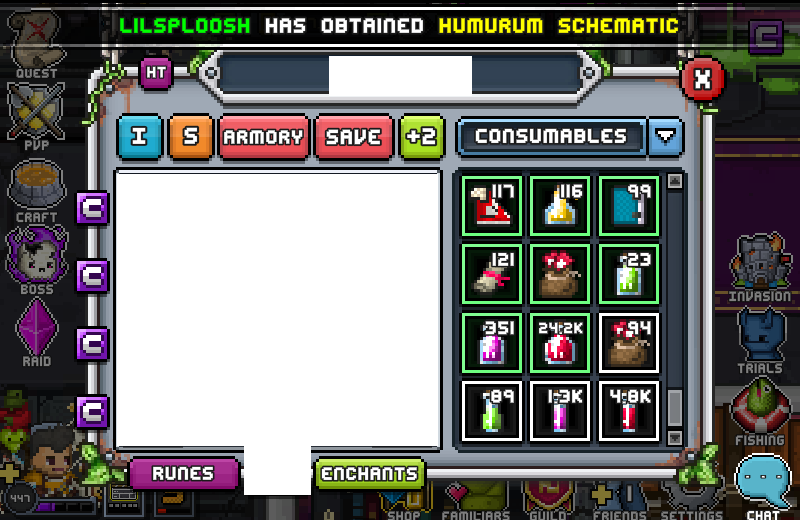 LILSPLOOSH HAS OBTAINED HUMURUM SCHEMATIC
QUEST
HT
X
C
PVP
I
S
ARMORY
SAVE
+2
CONSUMABLES
CRAFT
C
117
116
99
BOSS
C
121
23
INVASION
RAID
C
351
24.2K
94
TRIALS
C
89
1.3K
4.8K
FISHING
RUNES
ENCHANTS
447
SHOP
FAMILIARS
GUILD
FRIENDS
SETTINGS
CHAT